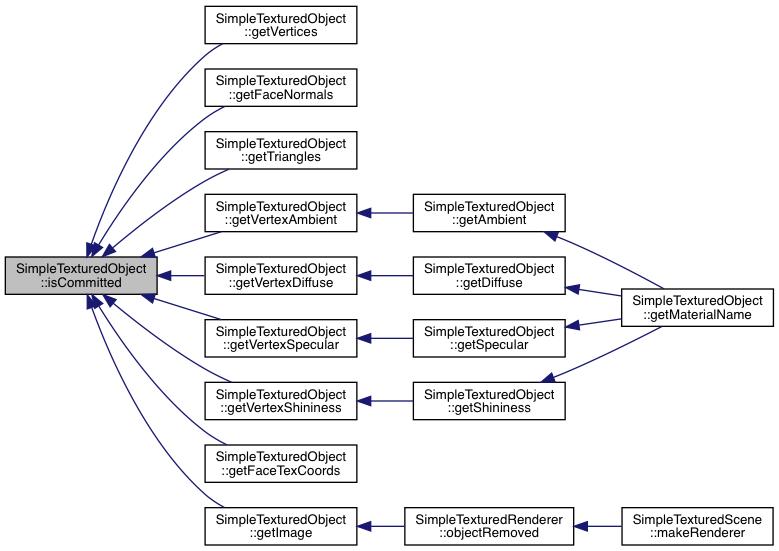 SimpleTexturedObject
::getVertices
SimpleTexturedObject
::getFaceNormals
SimpleTexturedObject
::getTriangles
SimpleTexturedObject
::getVertexAmbient
SimpleTexturedObject
::getAmbient
SimpleTexturedObject
::isCommitted
SimpleTexturedObject
::getVertexDiffuse
SimpleTexturedObject
::getDiffuse
SimpleTexturedObject
::getMaterialName
SimpleTexturedObject
::getVertexSpecular
SimpleTexturedObject
::getSpecular
SimpleTexturedObject
::getVertexShininess
SimpleTexturedObject
::getShininess
SimpleTexturedObject
::getFaceTexCoords
SimpleTexturedObject
::getImage
SimpleTexturedRenderer
::objectRemoved
SimpleTexturedScene
::makeRenderer